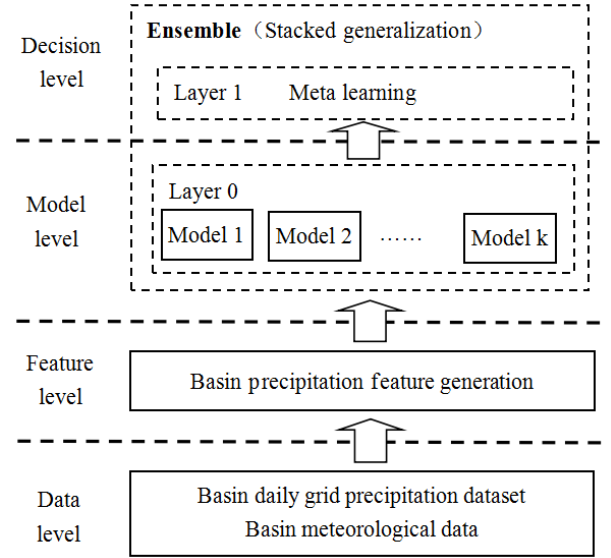 Decision
level
Ensemble（Stacked generalization）
Layer 1 Meta learning
Model
level
Layer 0
Model 1 Model 2 …… Model k
Feature
level
Basin precipitation feature generation
Data
level
Basin daily grid precipitation dataset
Basin meteorological data